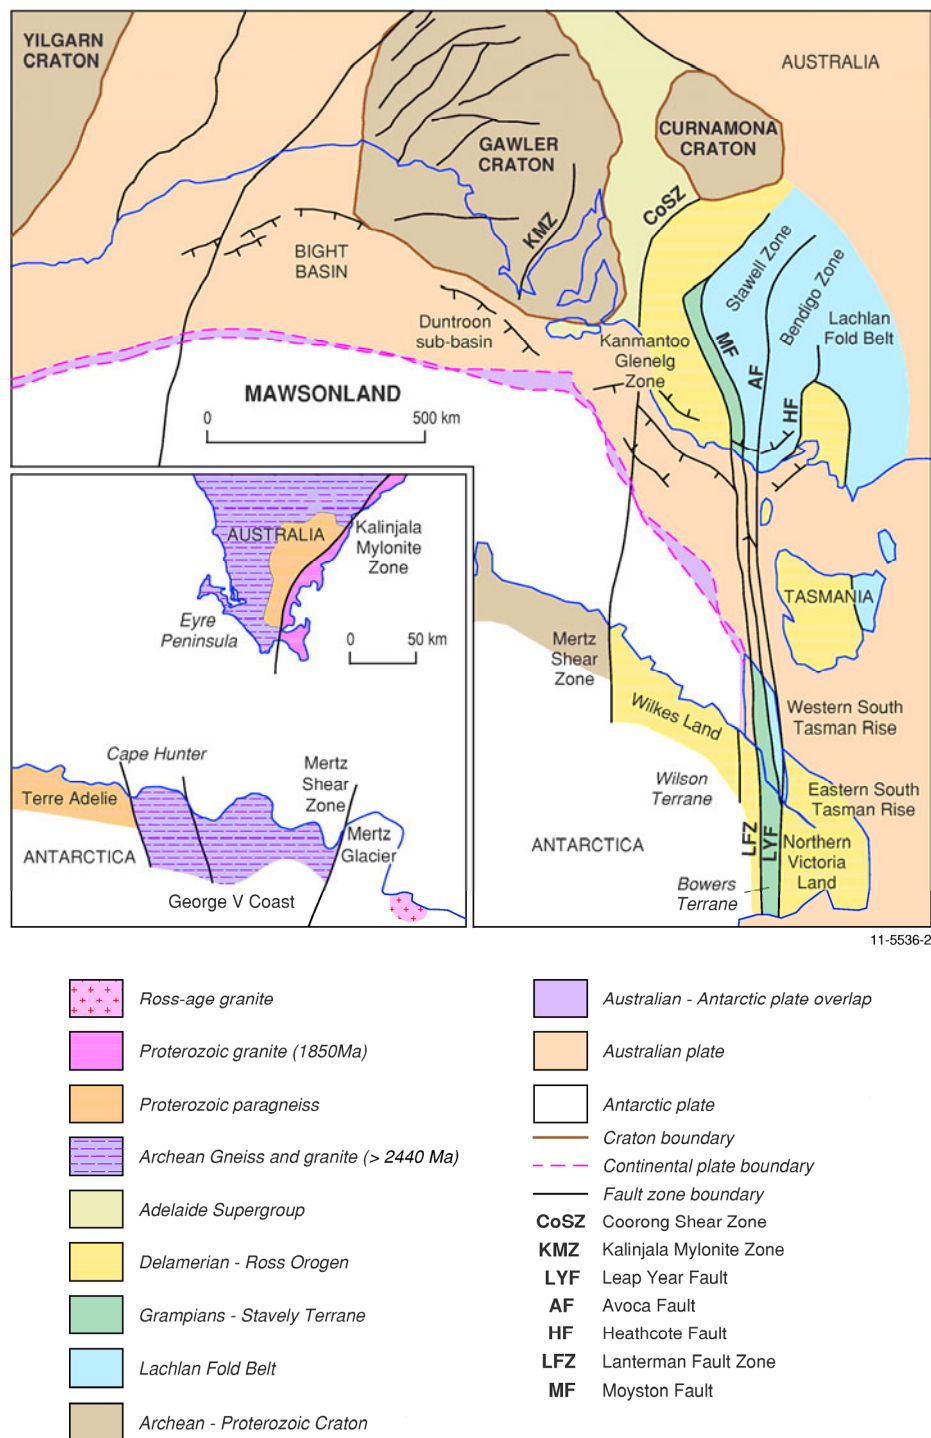 YILGARN
CRATON
AUSTRALIA
GAWLER
CRATON
CURNAMONA
CRATON
CoSZ
KMZ
BIGHT
BASIN
Stawell Zone
Bendigo Zone
Duntroon
sub-basin
Kanmantoo
Glenelg
Zone
Lachlan
Fold Belt
MF
AF
HF
MAWSONLAND
0
500 km
AUSTRALIA
Kalinjala
Mylonite
Zone
Eyre
Peninsula
0
50 km
Cape Hunter
Mertz
Shear
Zone
Terre Adelie
Mertz
Glacier
ANTARCTICA
George V Coast
TASMANIA
Mertz
Shear
Zone
Wilkes Land
Western South
Tasman Rise
Wilson
Terrane
Eastern South
Tasman Rise
ANTARCTICA
LFZ
LYF
Northern
Victoria
Land
Bowers
Terrane
11-5536-2
Ross-age granite
Proterozoic granite (1850Ma)
Proterozoic paragneiss
Archean Gneiss and granite (> 2440 Ma)
Adelaide Supergroup
Delamerian - Ross Orogen
Grampians - Stavely Terrane
Lachlan Fold Belt
Archean - Proterozoic Craton
Australian - Antarctic plate overlap
Australian plate
Antarctic plate
Craton boundary
Continental plate boundary
Fault zone boundary
CoSZ Coorong Shear Zone
KMZ Kalinjala Mylonite Zone
LYF Leap Year Fault
AF Avoca Fault
HF Heathcote Fault
LFZ Lanterman Fault Zone
MF Moyston Fault